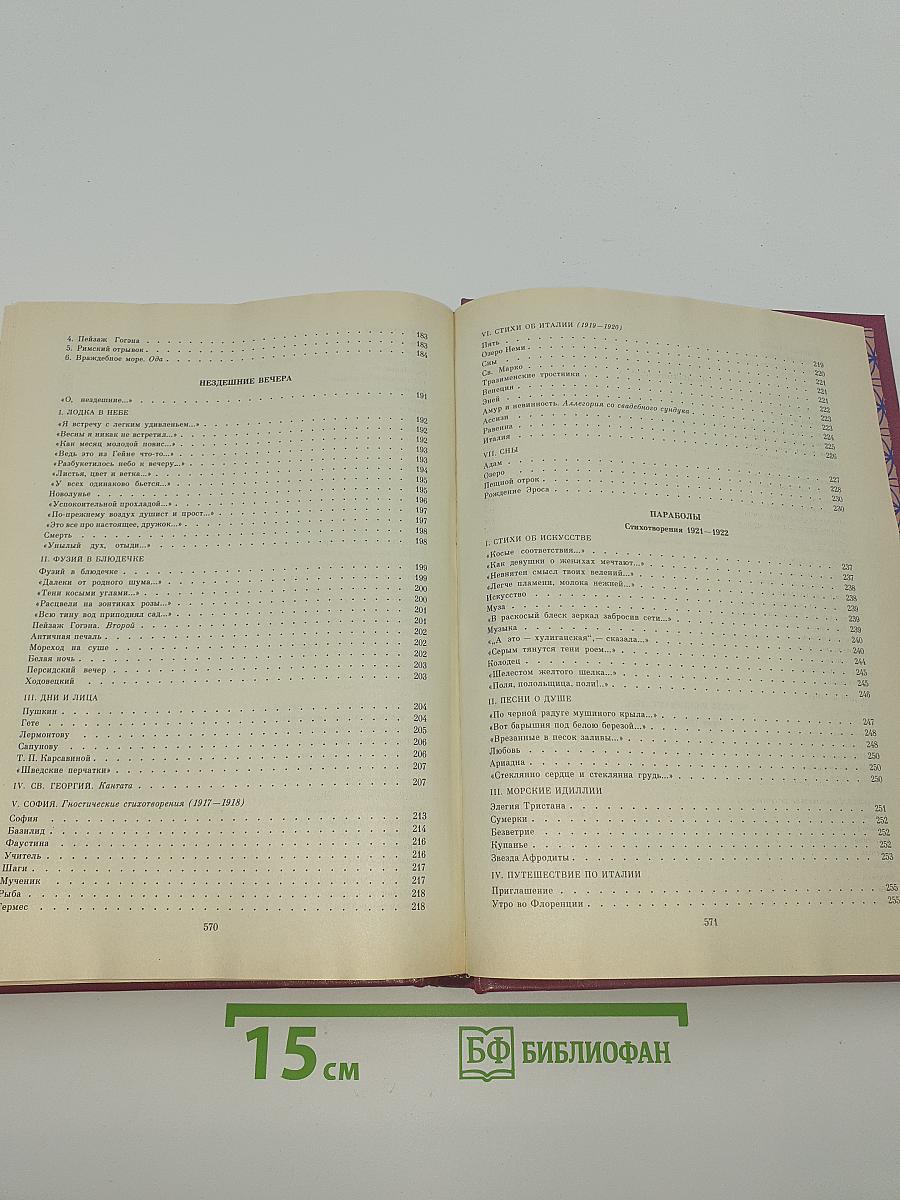 4. Пейзаж Гогэна . . . 183
5. Римский отрывок . . . 183
6. Враждебное море. Ода . . . 184
НЕЗДЕШНИЕ ВЕЧЕРА
«О, нездешние...» . . . 191
I. ЛОДКА В НЕБЕ
«Я встречу с легким удивленьем...» . . . 192
«Весны я никак не встретил...» . . . 192
«Как месяц молодой повис...» . . . 192
«Ведь это из Гейне что-то...» . . . 193
«Разбукетилось небо к вечеру...» . . . 193
«Листья, цвет и ветка...» . . . 194
«У всех одинаково бьется...» . . . 195
Новолунье . . . 195
«Успокоительной прохладой...» . . . 196
«По-прежнему воздух душист и прост...» . . . 197
«Это все про настоящее, дружок...» . . . 197
Смерть . . . 198
«Унылый дух, отыди...» . . . 198
II. ФУЗИЙ В БЛЮДЕЧКЕ
Фузий в блюдечке . . . 199
«Далеки от родного шума...» . . . 199
«Тени косыми углами...» . . . 200
«Расцвели на зонтиках розы...» . . . 200
«Всю тину вод приподнял сад...» . . . 201
Пейзаж Гогэна. Второй . . . 201
Античная печаль . . . 202
Мореход на суше . . . 202
Белая ночь . . . 202
Персидский вечер . . . 203
Ходовецкий . . . 203
III. ДНИ И ЛИЦА
Пушкин . . . 204
Гете . . . 204
Лермонтову . . . 205
Сапунову . . . 206
Т. П. Карсавиной . . . 206
«Шведские перчатки» . . . 207
IV. СВ. ГЕОРГИЙ. Кантата . . . 207
V. СОФИЯ. Гностические стихотворения (1917—1918)
София . . . 213
Базилид . . . 214
Фаустина . . . 216
Учитель . . . 216
Шаги . . . 217
Мученик . . . 217
Рыба . . . 218
Гермес . . . 218
570
VI. СТИХИ ОБ ИТАЛИИ (1919—1920)
Пять . . . 219
Озеро Неми . . . 220
Сны . . . 221
Св. Марко . . . 221
Тразименские тростники . . . 221
Венеция . . . 222
Эней . . . 223
Амур и невинность. Аллегория со свадебного сундука . . . 223
Ассизи . . . 224
Равенна . . . 225
Италия . . . 226
VII. СНЫ
Адам . . . 227
Озеро . . . 228
Пещной отрок . . . 230
Рождение Эроса . . . 230
ПАРАБОЛЫ
Стихотворения 1921—1922
I. СТИХИ ОБ ИСКУССТВЕ
«Косые соответствия...» . . . 237
«Как девушки о женихах мечтают...» . . . 237
«Невнятен смысл твоих велений...» . . . 238
«Легче пламени, молока нежней...» . . . 238
Искусство . . . 239
Муза . . . 239
«В раскосый блеск зеркал забросив сети...» . . . 239
Музыка . . . 240
«„А это — хулиганская“,— сказала...» . . . 240
«Серым тянутся тени роем...» . . . 244
Колодец . . . 245
«Шелестом желтого шелка...» . . . 245
«Поля, полольщица, поли!..» . . . 246
II. ПЕСНИ О ДУШЕ
«По черной радуге мушиного крыла...» . . . 247
«Вот барышня под белою березой...» . . . 248
«Врезанные в песок заливы...» . . . 248
Любовь . . . 250
Ариадна . . . 250
«Стеклянно сердце и стеклянна грудь...» . . . 250
III. МОРСКИЕ ИДИЛЛИИ
Элегия Тристана . . . 251
Сумерки . . . 252
Безветрие . . . 252
Купанье . . . 252
Звезда Афродиты . . . 253
IV. ПУТЕШЕСТВИЕ ПО ИТАЛИИ
Приглашение . . . 255
Утро во Флоренции . . . 255
571
15 см
БФ БИБЛИОФАН